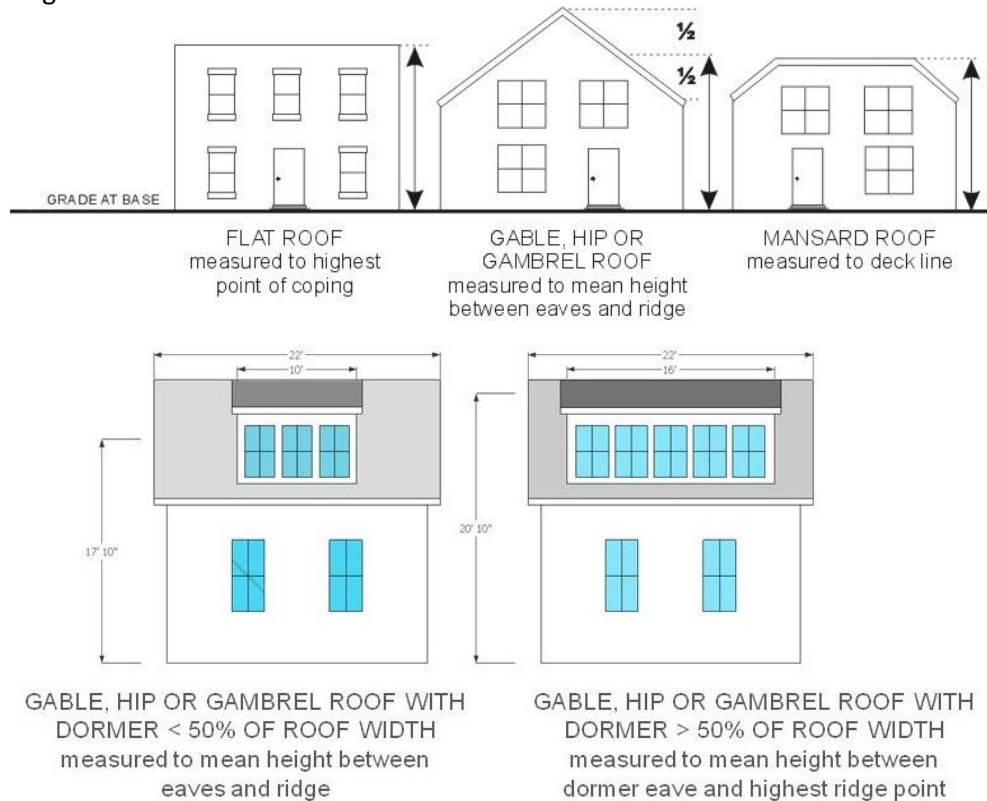 ½
½
GRADE AT BASE
FLAT ROOF
measured to highest
point of coping
GABLE, HIP OR
GAMBREL ROOF
measured to mean height
between eaves and ridge
MANSARD ROOF
measured to deck line
22'
10'
17' 10"
22'
16'
20' 10"
GABLE, HIP OR GAMBREL ROOF WITH
DORMER < 50% OF ROOF WIDTH
measured to mean height between
eaves and ridge
GABLE, HIP OR GAMBREL ROOF WITH
DORMER > 50% OF ROOF WIDTH
measured to mean height between
dormer eave and highest ridge point